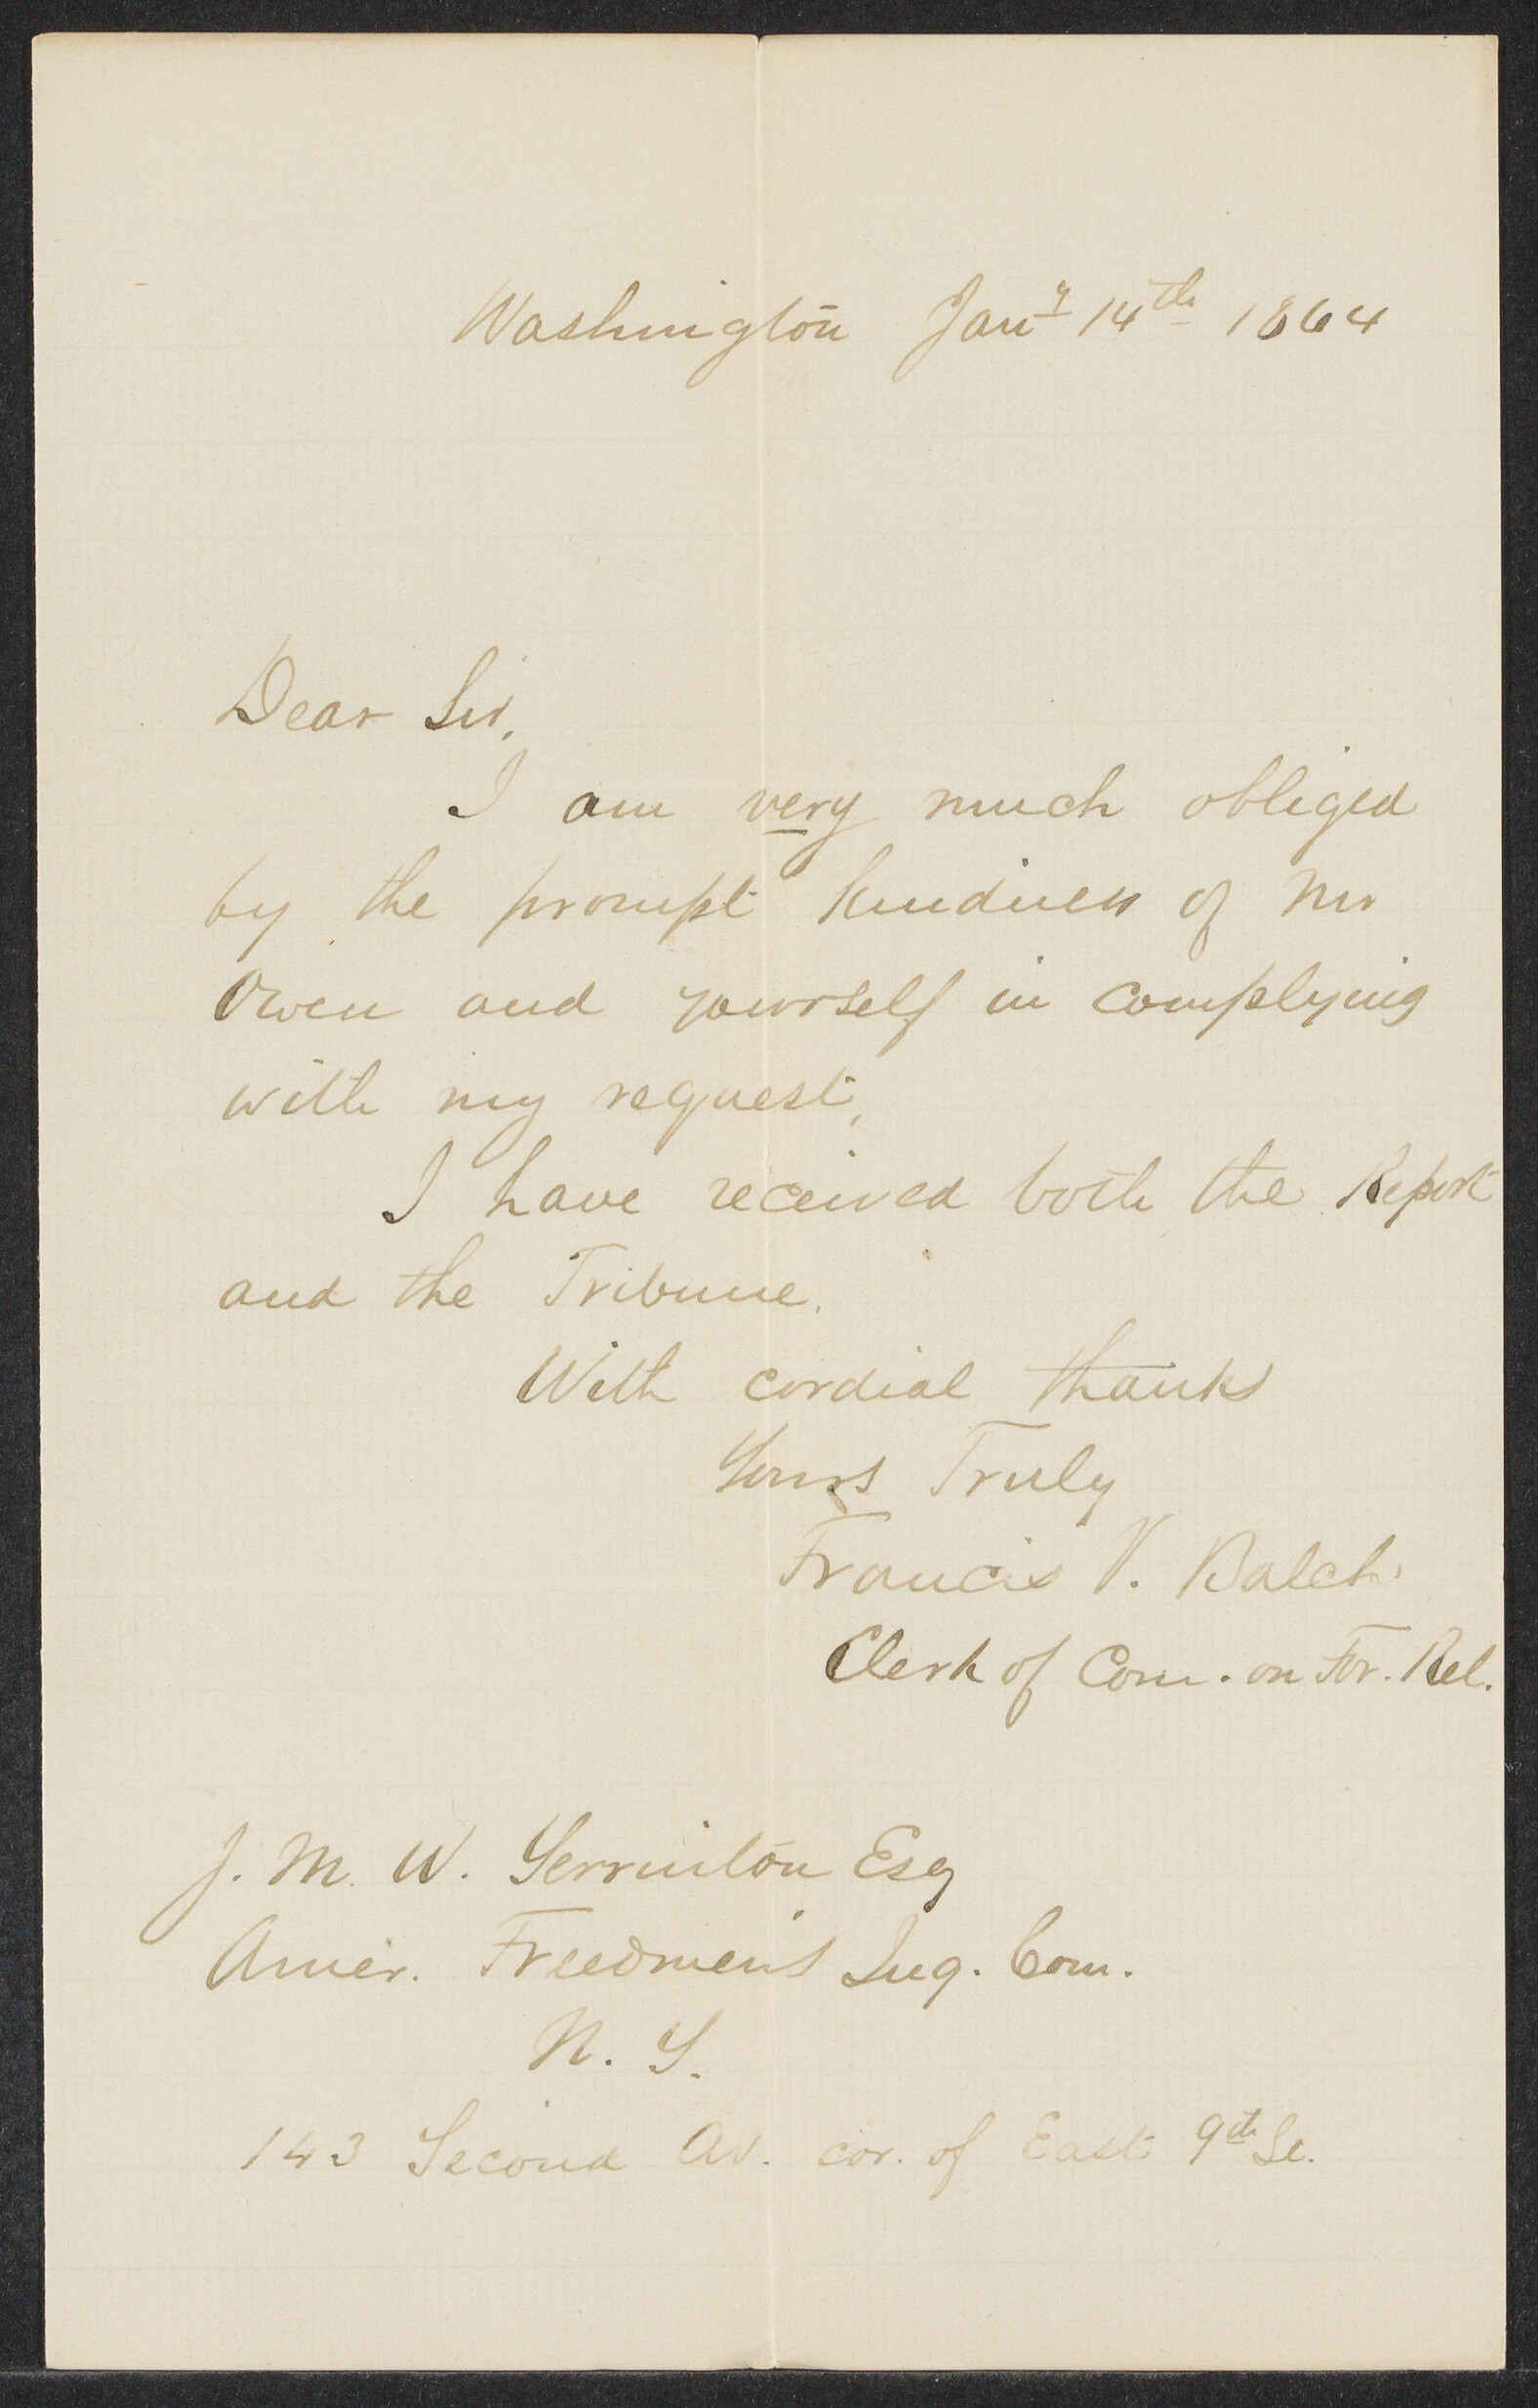 Washington Jany 14th 1864
Dear Sir,
I am very much obliged
by the prompt kindness of Mr
Owen and yourself in complying
with my request.
I have received both the Report
and the Tribune.
With cordial thanks
Yours Truly
Francis V. Balch
Clerk of Com. on For. Rel.
J. M. W. Yerrinton Esq
Amer. Freedmen's Inq. Com.
N. Y.
143 Second Av. cor. of East 9th St.